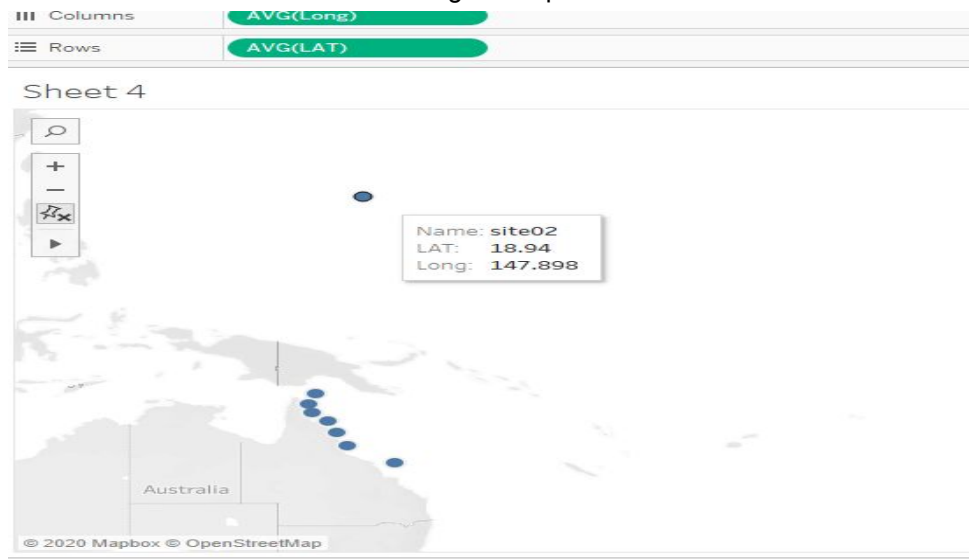 Columns AVG(Long)
Rows AVG(LAT)
Sheet 4
Name: site02
LAT: 18.94
Long: 147.898
Australia
© 2020 Mapbox © OpenStreetMap